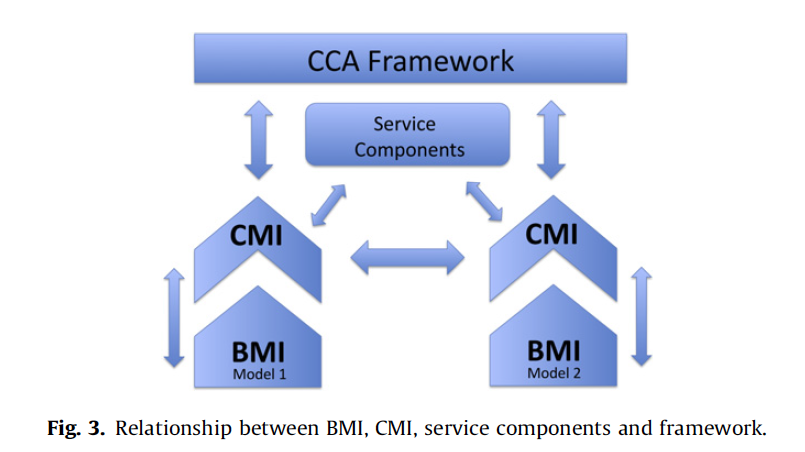 CCA Framework
Service
Components
CMI
CMI
BMI
Model 1
BMI
Model 2
Fig. 3. Relationship between BMI, CMI, service components and framework.